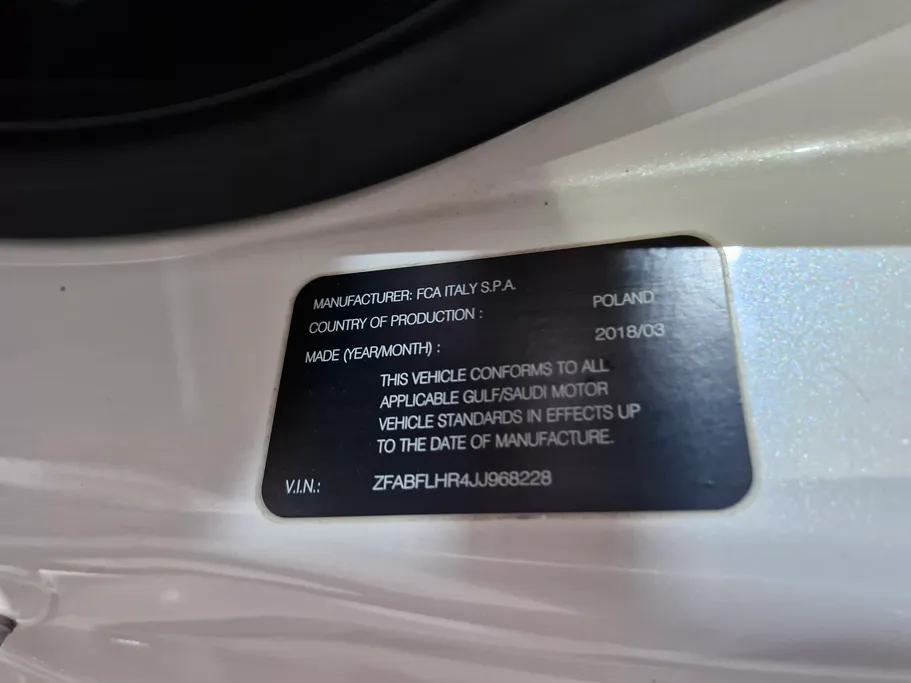 MANUFACTURER: FCA ITALY S.P.A.
COUNTRY OF PRODUCTION : POLAND
MADE (YEAR/MONTH) : 2018/03
THIS VEHICLE CONFORMS TO ALL
APPLICABLE GULF/SAUDI MOTOR
VEHICLE STANDARDS IN EFFECTS UP
TO THE DATE OF MANUFACTURE.
V.I.N.: ZFABFLHR4JJ968228